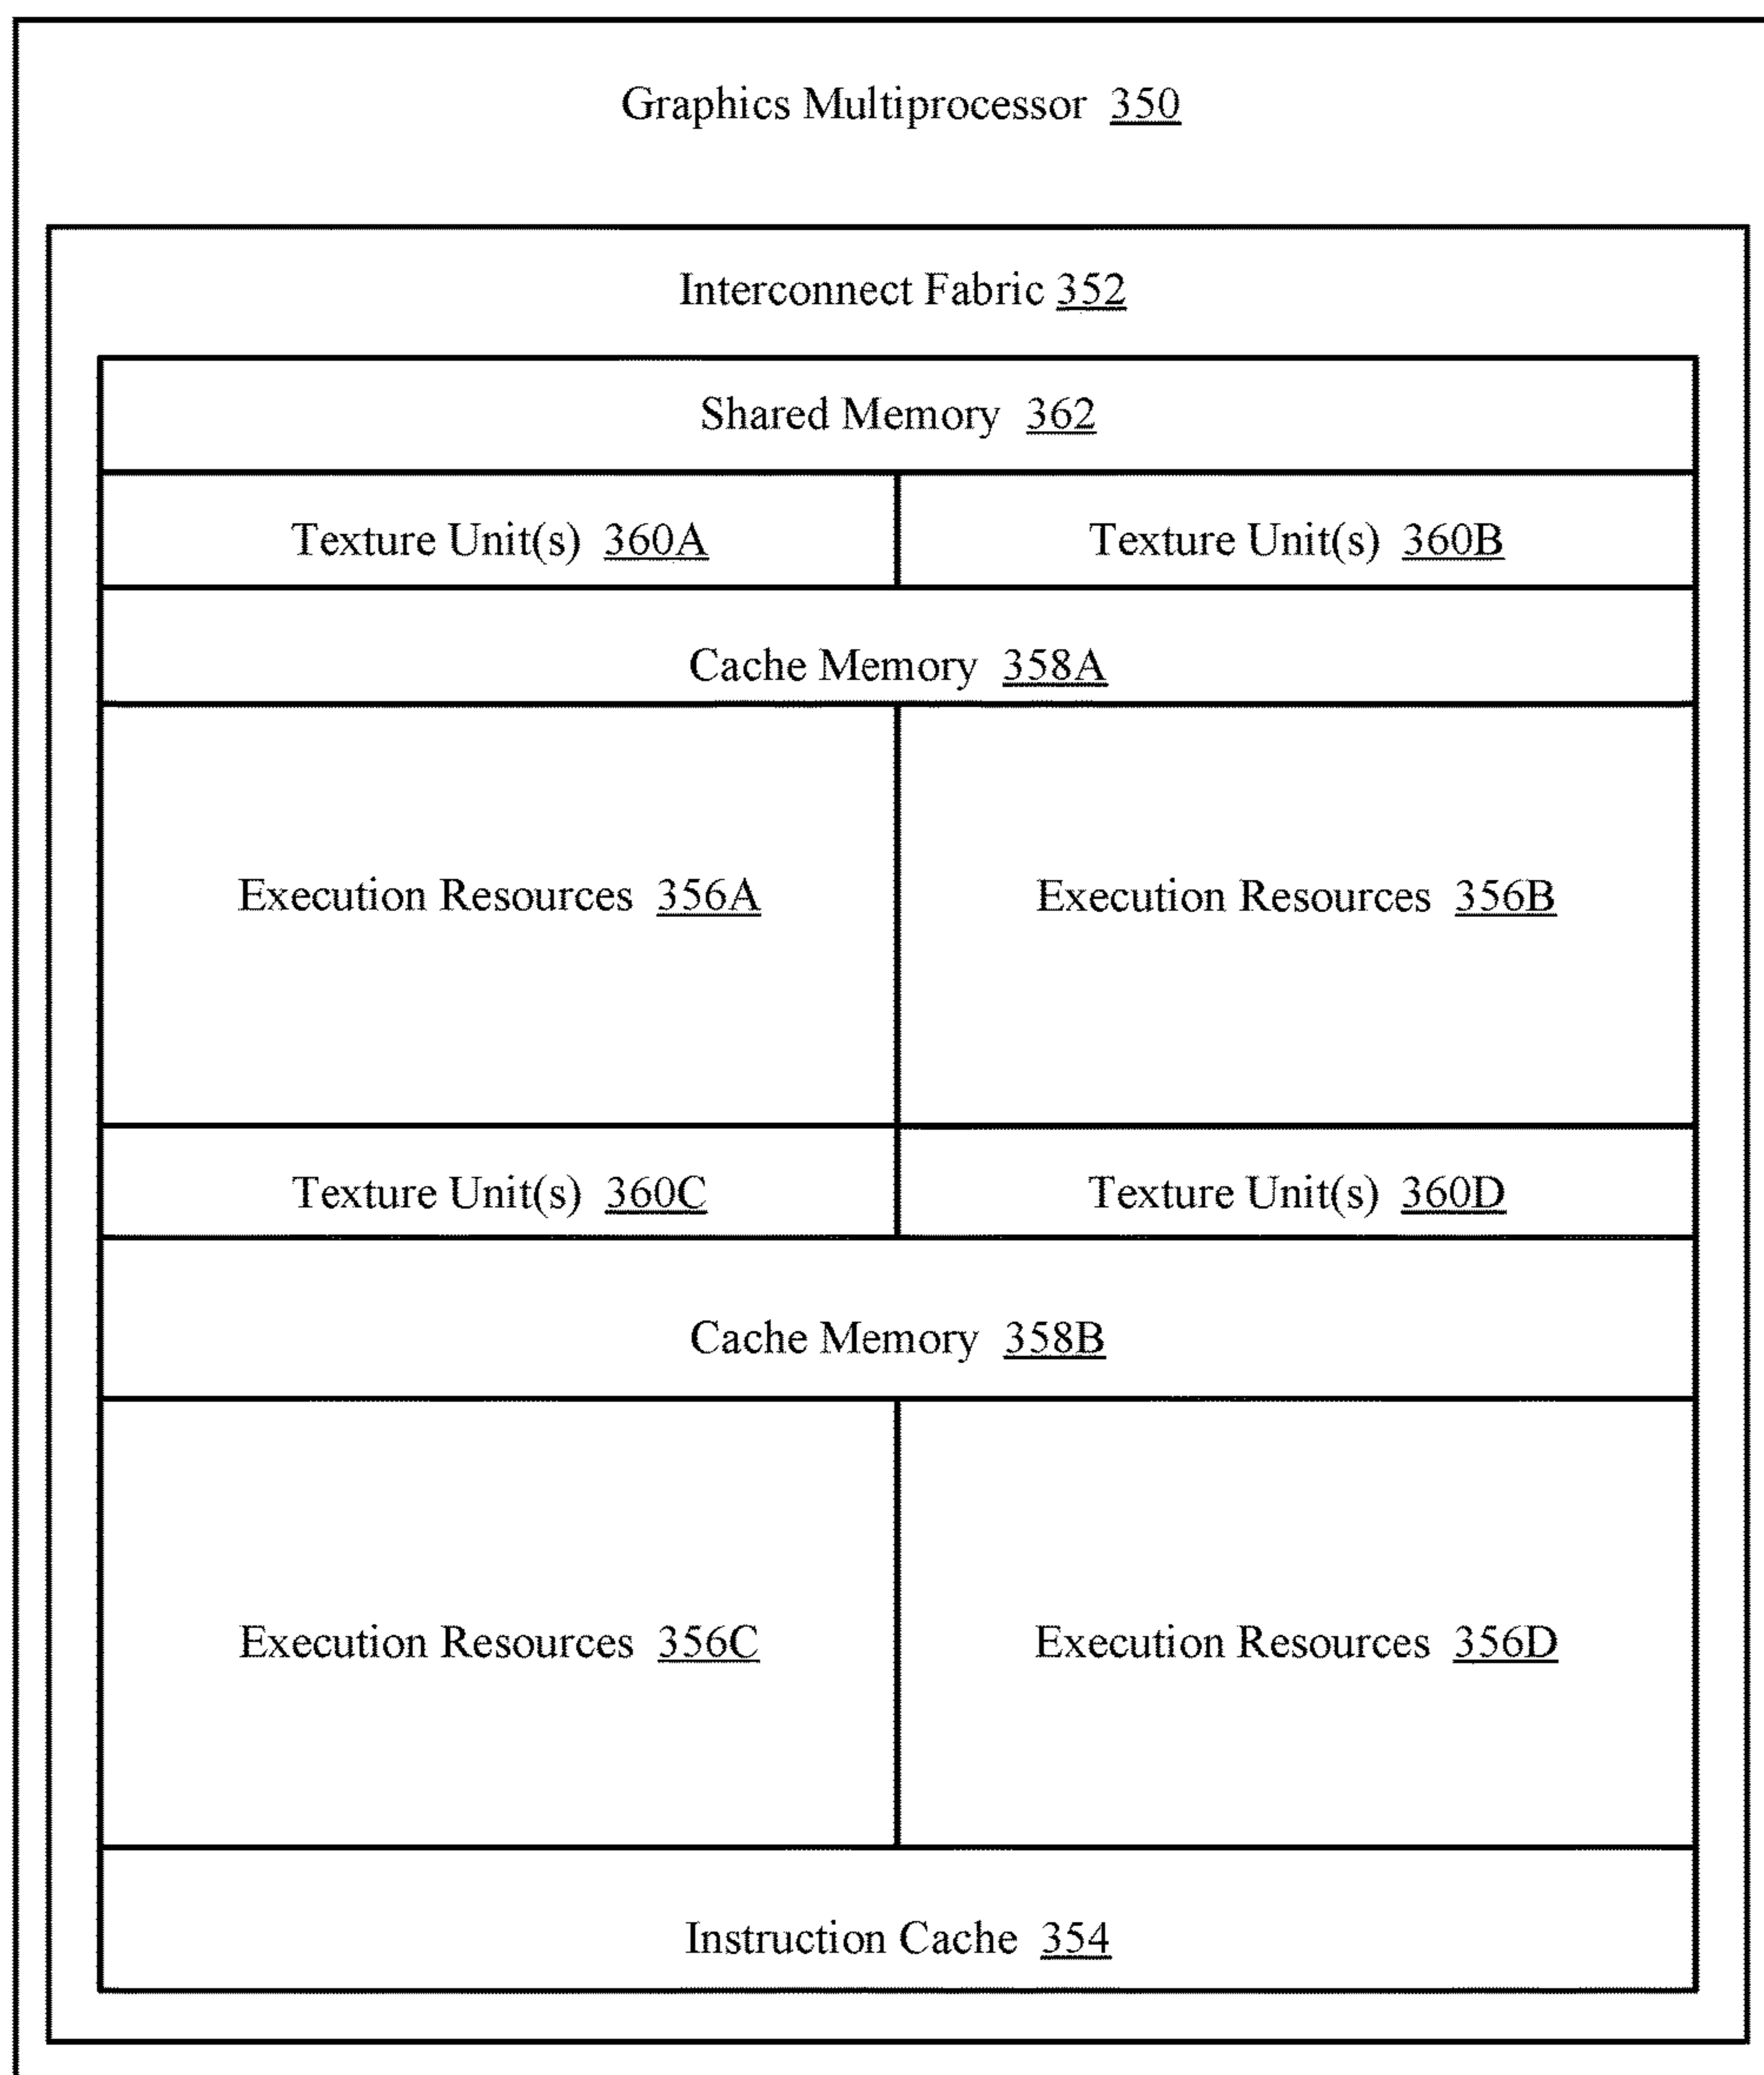 Graphics Multiprocessor 350
Interconnect Fabric 352
Shared Memory 362
Texture Unit(s) 360A
Texture Unit(s) 360B
Cache Memory 358A
Execution Resources 356A
Execution Resources 356B
Texture Unit(s) 360C
Texture Unit(s) 360D
Cache Memory 358B
Execution Resources 356C
Execution Resources 356D
Instruction Cache 354